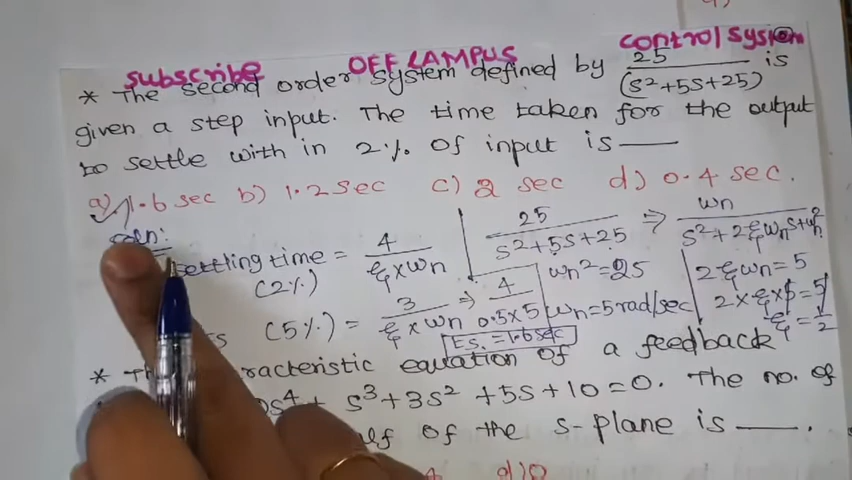 subscribe OFF CAMPUS control system
* The second order system defined by 25/(s²+5s+25) is
given a step input. The time taken for the output
to settle with in 2%. of input is ___
a) 1.6 sec b) 1.2 sec c) 2 sec d) 0.4 sec.
Soln:
settling time = 4/(ξ×ωn)
(2%)
(5%) = 3/(ξ×ωn) ⇒ 4/(0.5×5)
ts = 1.6sec
25/(s²+5s+25) ⇒ ωn/(s²+2ξωns+ωn²)
ωn²=25
ωn=5 rad/sec
2ξωn=5
2×ξ×5=5
ξ=1/2
* racteristic equation of a feedback
s⁴+ s³+3s²+5s+10=0. The no. of
of the s-plane is ___.
d) 0